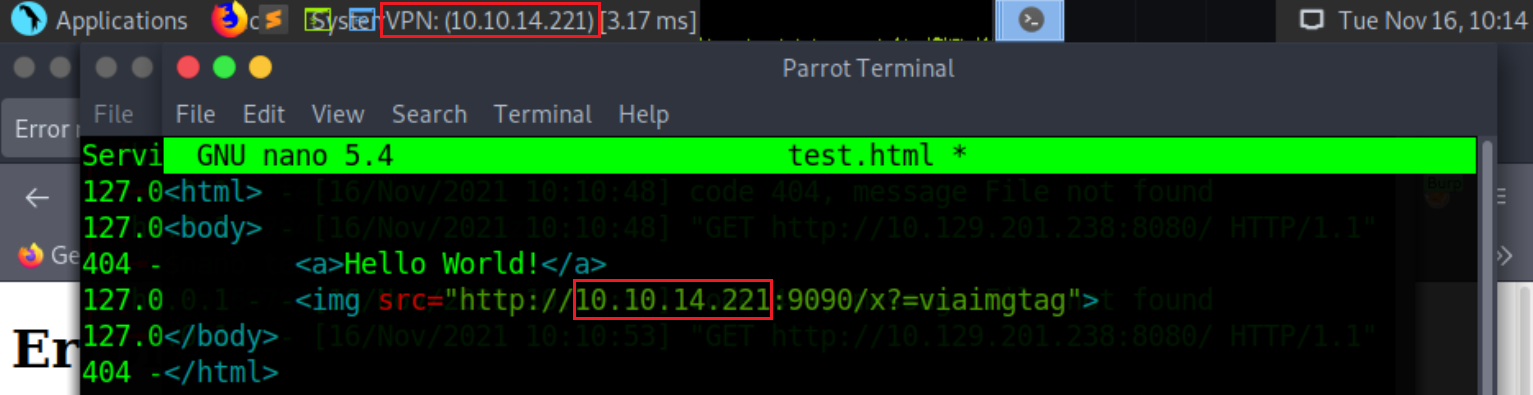 Applications System VPN: (10.10.14.221) [3.17 ms] Tue Nov 16, 10:14
Parrot Terminal
File File Edit View Search Terminal Help
Error
Servi GNU nano 5.4 test.html *
127.0<html> - [16/Nov/2021 10:10:48] code 404, message File not found
127.0<body> - [16/Nov/2021 10:10:48] "GET http://10.129.201.238:8080/ HTTP/1.1"
Burp
404 - <a>Hello World!</a>
Ge
127.0 .0.1 - - <img src="http://10.10.14.221:9090/x?=viaimgtag"> t found
127.0</body> - [16/Nov/2021 10:10:53] "GET http://10.129.201.238:8080/ HTTP/1.1"
Er
404 -</html>